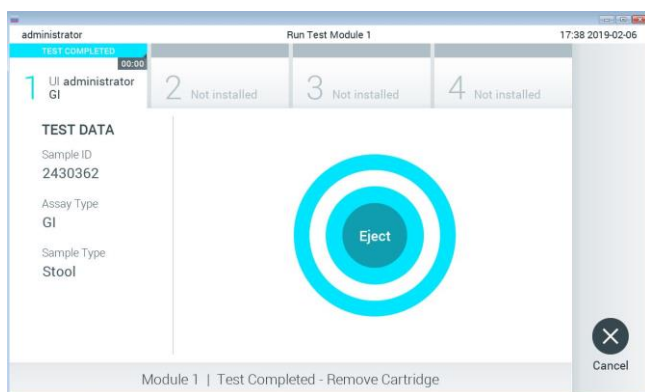 administrator Run Test Module 1 17:38 2019-02-06
TEST COMPLETED
00:00
1 UI administrator
GI
2 Not installed
3 Not installed
4 Not installed
TEST DATA
Sample ID
2430362
Assay Type
GI
Sample Type
Stool
Eject
Cancel
Module 1 | Test Completed - Remove Cartridge